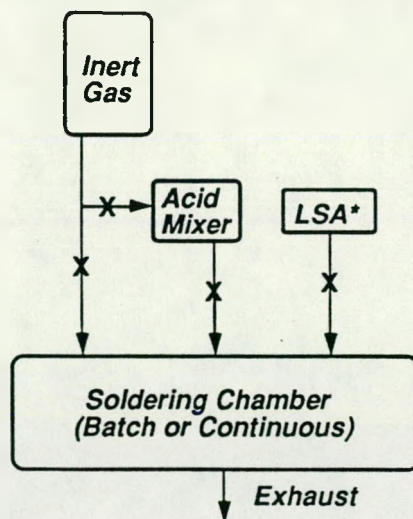 Inert
Gas
X
Acid
Mixer
LSA*
X
X
X
Soldering Chamber
(Batch or Continuous)
Exhaust